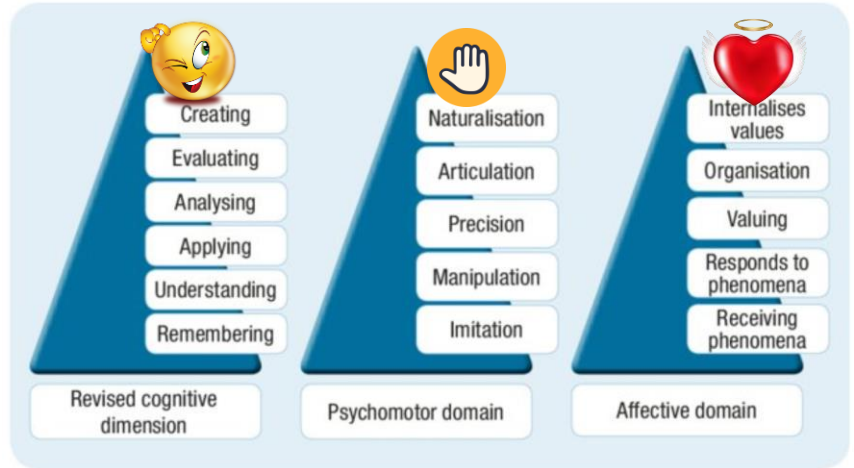 Creating
Evaluating
Analysing
Applying
Understanding
Remembering
Revised cognitive
dimension
Naturalisation
Articulation
Precision
Manipulation
Imitation
Psychomotor domain
Internalises
values
Organisation
Valuing
Responds to
phenomena
Receiving
phenomena
Affective domain